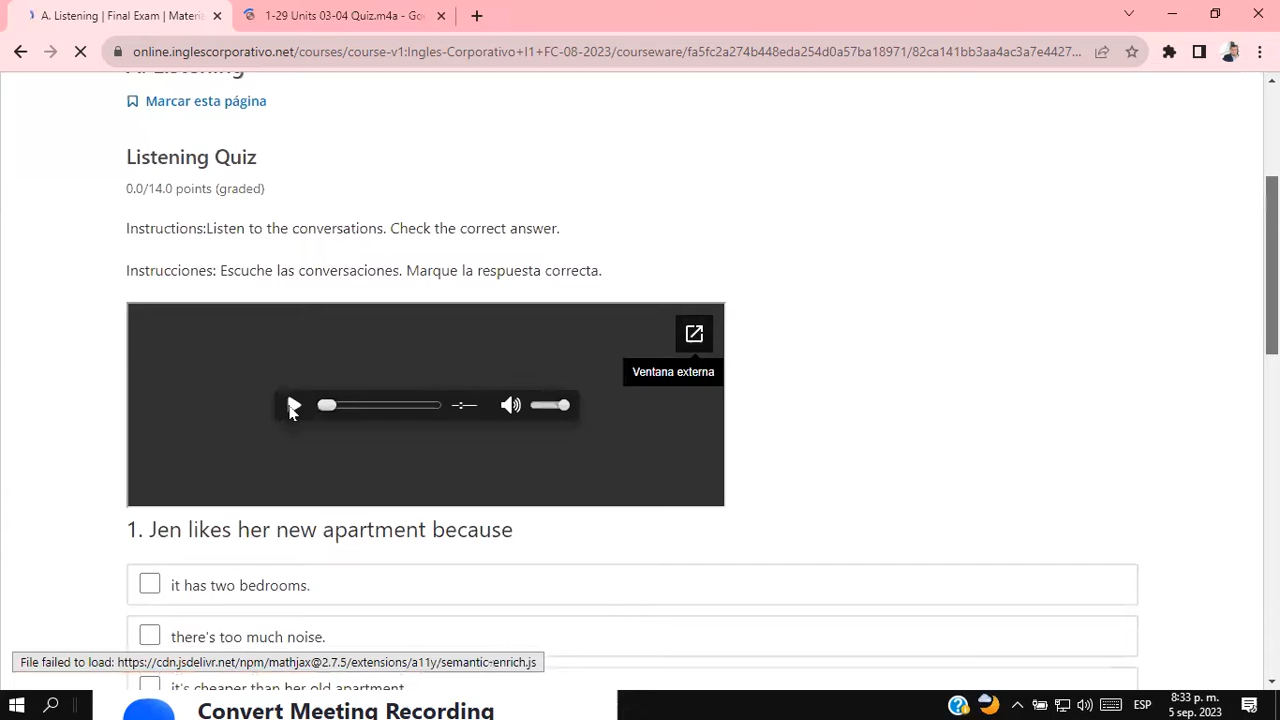 A. Listening | Final Exam | Materi
1-29 Units 03-04 Quiz.m4a - Go
online.inglescorporativo.net/courses/course-v1:Ingles-Corporativo+I1+FC-08-2023/courseware/fa5fc2a274b448eda254d0a57ba18971/82ca141bb3aa4ac3a7e4427...
A. Listening
Marcar esta página
Listening Quiz
0.0/14.0 points (graded)
Instructions:Listen to the conversations. Check the correct answer.
Instrucciones: Escuche las conversaciones. Marque la respuesta correcta.
Ventana externa
-:-
1. Jen likes her new apartment because
it has two bedrooms.
there's too much noise.
File failed to load: https://cdn.jsdelivr.net/npm/mathjax@2.7.5/extensions/a11y/semantic-enrich.js
it's cheaper than her old apartment.
Convert Meeting Recording
ESP
8:33 p. m.
5 sep. 2023